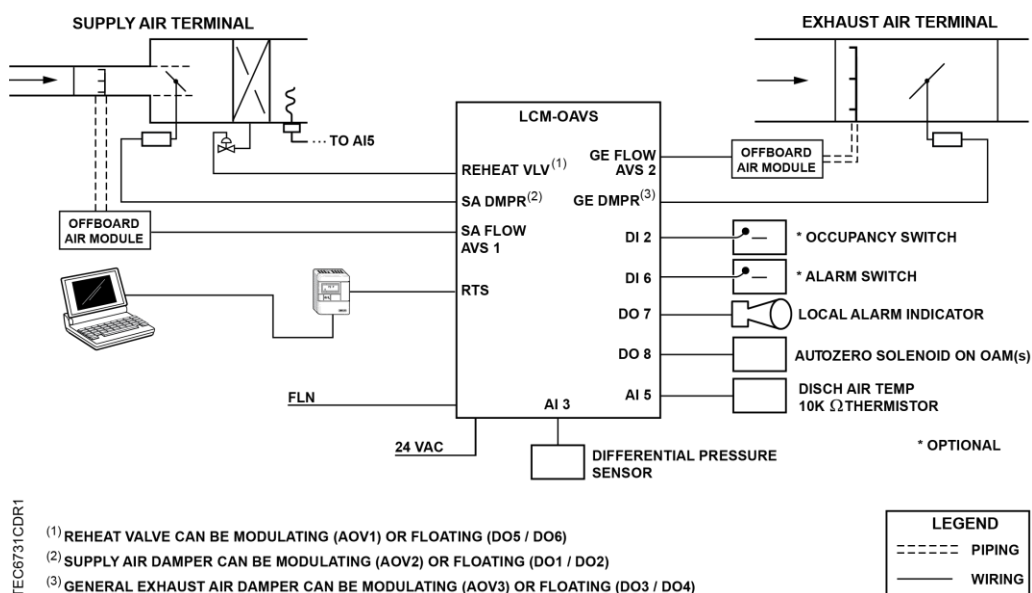 SUPPLY AIR TERMINAL
EXHAUST AIR TERMINAL
LCM-OAVS
TO AI5
REHEAT VLV(1)
GE FLOW
AVS 2
OFFBOARD
AIR MODULE
SA DMPR(2)
GE DMPR(3)
OFFBOARD
AIR MODULE
SA FLOW
AVS 1
DI 2
* OCCUPANCY SWITCH
DI 6
* ALARM SWITCH
RTS
DO 7
LOCAL ALARM INDICATOR
DO 8
AUTOZERO SOLENOID ON OAM(s)
FLN
AI 3
AI 5
DISCH AIR TEMP
10K Ω THERMISTOR
24 VAC
DIFFERENTIAL PRESSURE
SENSOR
* OPTIONAL
TEC6731CDR1
(1) REHEAT VALVE CAN BE MODULATING (AOV1) OR FLOATING (DO5 / DO6)
(2) SUPPLY AIR DAMPER CAN BE MODULATING (AOV2) OR FLOATING (DO1 / DO2)
(3) GENERAL EXHAUST AIR DAMPER CAN BE MODULATING (AOV3) OR FLOATING (DO3 / DO4)
LEGEND
PIPING
WIRING